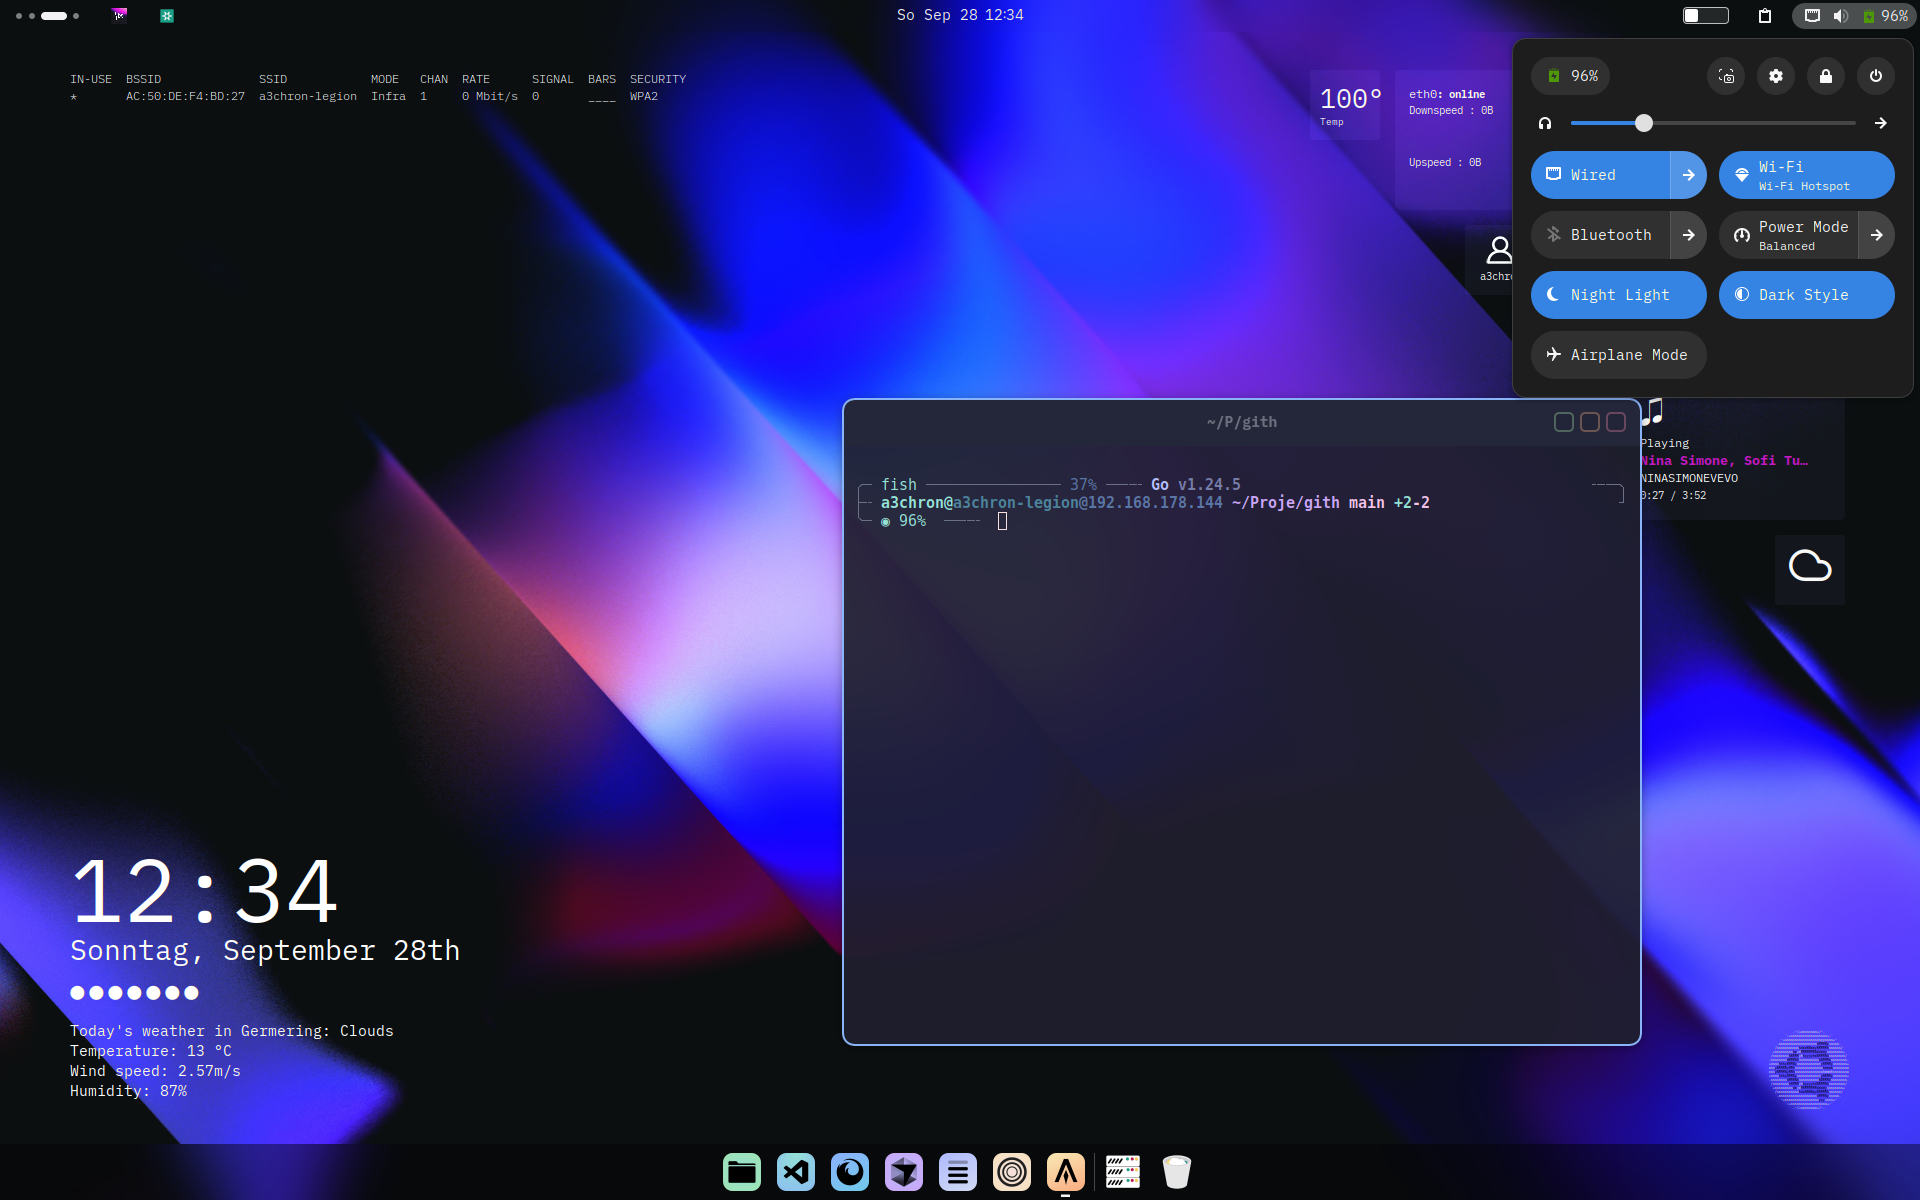 So Sep 28 12:34
96%
IN-USE BSSID SSID MODE CHAN RATE SIGNAL BARS SECURITY
* AC:50:DE:F4:BD:27 a3chron-legion Infra 1 0 Mbit/s 0 ____ WPA2
100°
Temp
eth0: online
Downspeed : 0B
Upspeed : 0B
96%
Wired
Wi-Fi
Wi-Fi Hotspot
Bluetooth
Power Mode
Balanced
Night Light
Dark Style
Airplane Mode
~/P/gith
fish 37% Go v1.24.5
a3chron@a3chron-legion@192.168.178.144 ~/Proje/gith main +2-2
◉ 96%
Playing
Nina Simone, Sofi Tu…
NINASIMONEVEVO
0:27 / 3:52
12:34
Sonntag, September 28th
Today's weather in Germering: Clouds
Temperature: 13 °C
Wind speed: 2.57m/s
Humidity: 87%